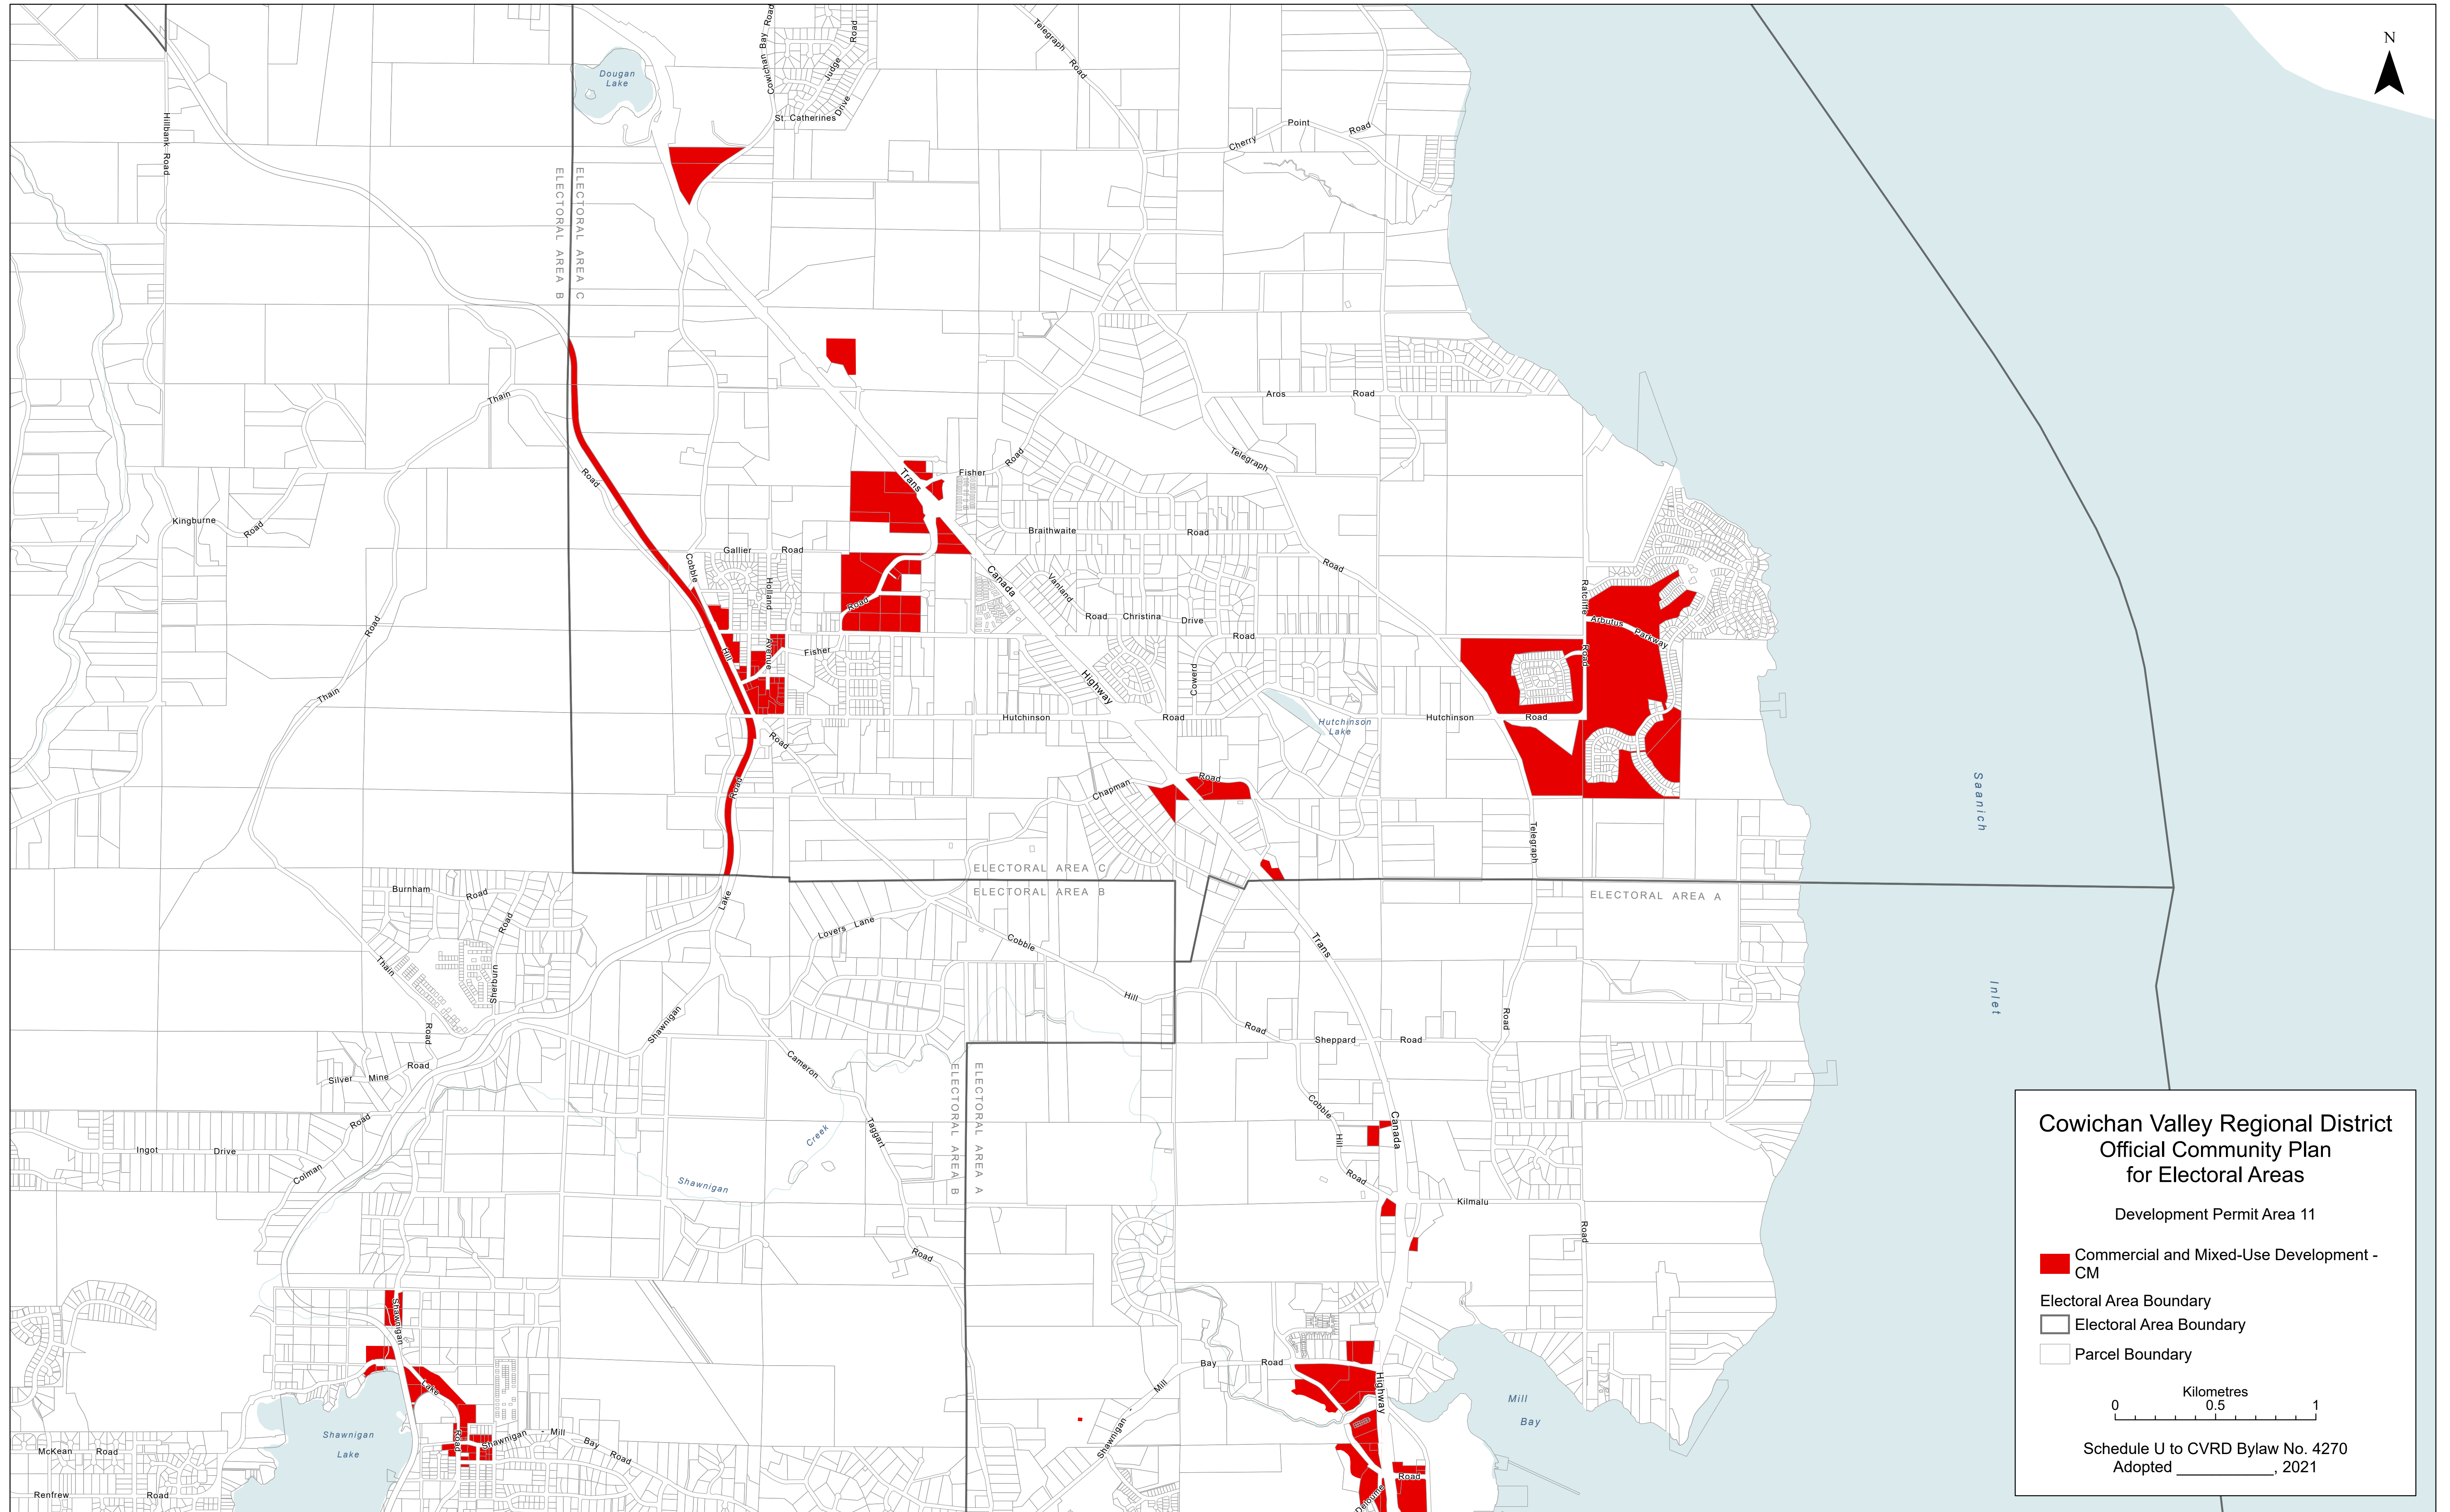 N
Telegraph Road
Cowichan Bay Road
Judge Road
St. Catherines Drive
Dougan
Lake
Hillbank Road
Cherry Point Road
ELECTORAL AREA B
ELECTORAL AREA C
Thain Road
Aros Road
Telegraph Road
Fisher Road
Trans Canada Highway
Kingburne Road
Braithwaite Road
Gallier Road
Cobble Hill Road
Holland Avenue
Road
Vanland Road
Christina Drive
Ratcliffe Road
Arbutus Parkway
Fisher
Road
Coward
Thain Road
Hutchinson Road
Hutchinson
Lake
Hutchinson Road
Chapman Road
Road
Telegraph Road
Saanich
Inlet
ELECTORAL AREA C
ELECTORAL AREA B
ELECTORAL AREA A
Burnham Road
Sherburn Road
Thain Road
Lovers Lane
Cobble Hill Road
Shawnigan Lake
Trans Canada Highway
Sheppard Road
Cameron Taggart Road
Silver Mine Road
Cobble Hill Road
Ingot Drive
Colman Road
Shawnigan Creek
ELECTORAL AREA B
ELECTORAL AREA A
Kilmalu Road
Shawnigan Lake Road
Shawnigan - Mill Bay Road
Mill
Bay
Shawnigan
Lake
McKean Road
Renfrew Road
Shawnigan - Mill Bay Road
Road
Deloume
Cowichan Valley Regional District
Official Community Plan
for Electoral Areas
Development Permit Area 11
Commercial and Mixed-Use Development -
CM
Electoral Area Boundary
Electoral Area Boundary
Parcel Boundary
Kilometres
0 0.5 1
Schedule U to CVRD Bylaw No. 4270
Adopted ____________, 2021